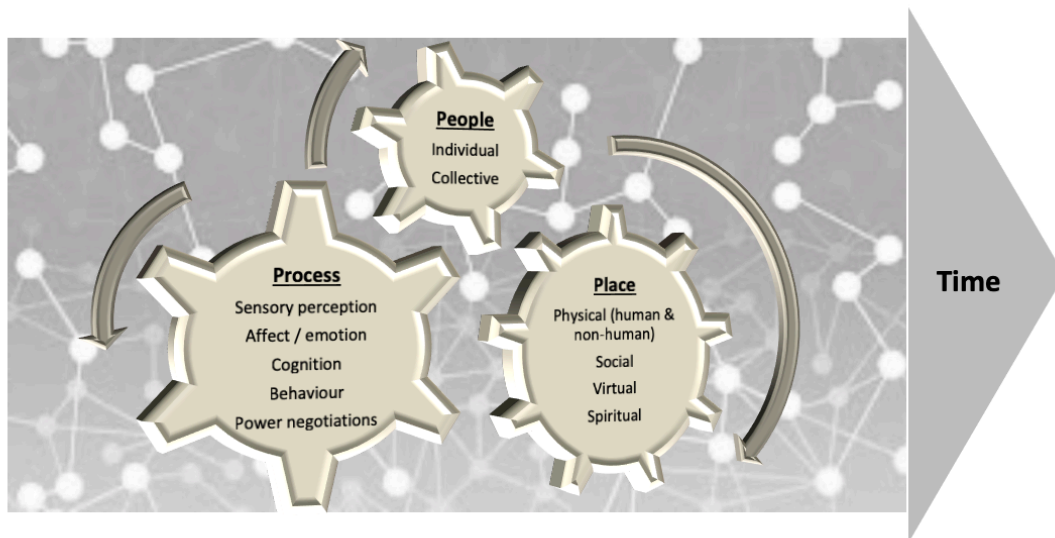 People
Individual
Collective
Process
Sensory perception
Affect / emotion
Cognition
Behaviour
Power negotiations
Place
Physical (human &
non-human)
Social
Virtual
Spiritual
Time